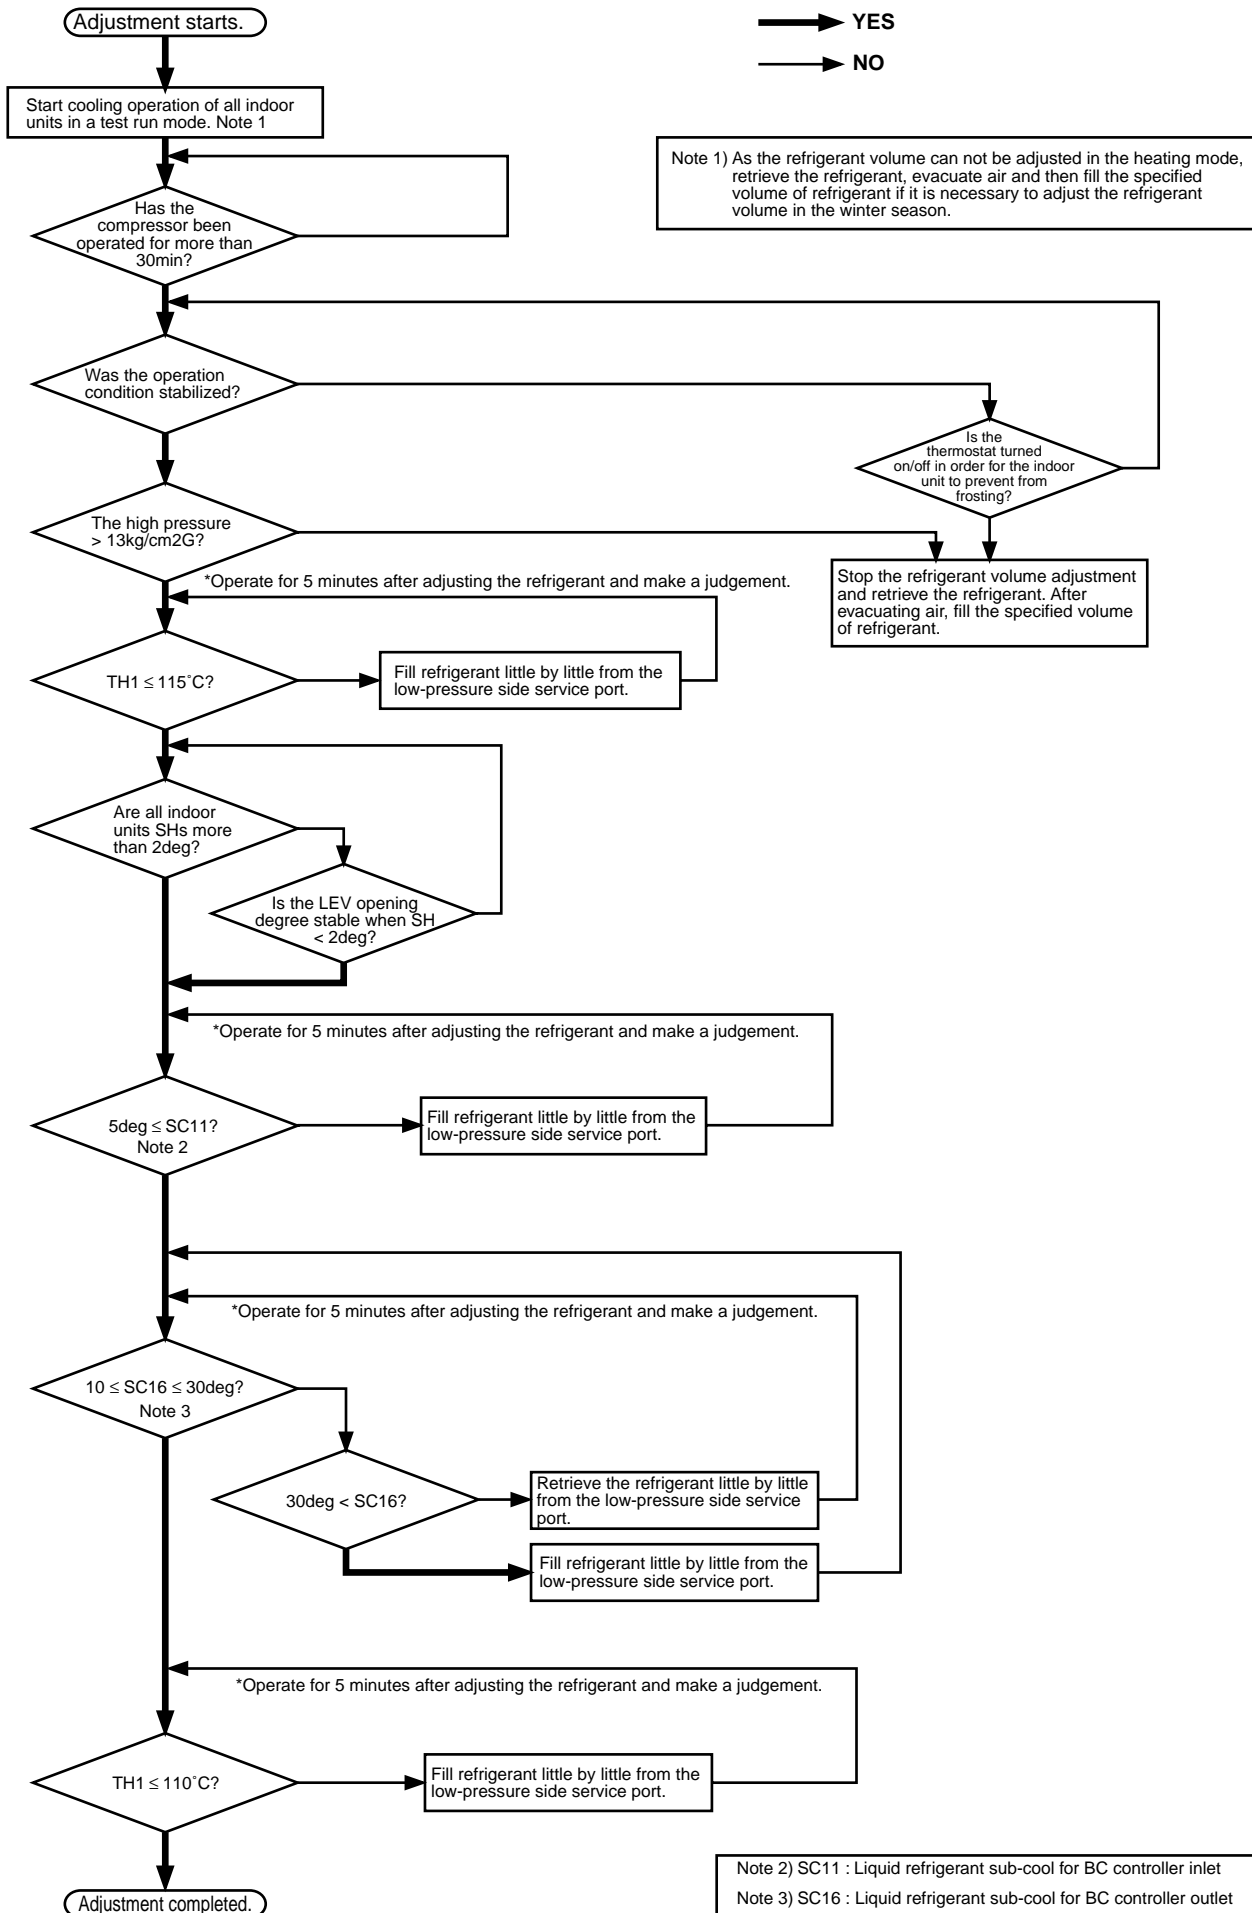 Adjustment starts.
YES
NO
Start cooling operation of all indoor
units in a test run mode. Note 1
Note 1) As the refrigerant volume can not be adjusted in the heating mode,
retrieve the refrigerant, evacuate air and then fill the specified
volume of refrigerant if it is necessary to adjust the refrigerant
volume in the winter season.
Has the
compressor been
operated for more than
30min?
Was the operation
condition stabilized?
Is the
thermostat turned
on/off in order for the indoor
unit to prevent from
frosting?
The high pressure
> 13kg/cm2G?
Stop the refrigerant volume adjustment
and retrieve the refrigerant. After
evacuating air, fill the specified volume
of refrigerant.
*Operate for 5 minutes after adjusting the refrigerant and make a judgement.
TH1 ≤ 115˚C?
Fill refrigerant little by little from the
low-pressure side service port.
Are all indoor
units SHs more
than 2deg?
Is the LEV opening
degree stable when SH
< 2deg?
*Operate for 5 minutes after adjusting the refrigerant and make a judgement.
5deg ≤ SC11?
Note 2
Fill refrigerant little by little from the
low-pressure side service port.
*Operate for 5 minutes after adjusting the refrigerant and make a judgement.
10 ≤ SC16 ≤ 30deg?
Note 3
30deg < SC16?
Retrieve the refrigerant little by little
from the low-pressure side service
port.
Fill refrigerant little by little from the
low-pressure side service port.
*Operate for 5 minutes after adjusting the refrigerant and make a judgement.
TH1 ≤ 110˚C?
Fill refrigerant little by little from the
low-pressure side service port.
Adjustment completed.
Note 2) SC11 : Liquid refrigerant sub-cool for BC controller inlet
Note 3) SC16 : Liquid refrigerant sub-cool for BC controller outlet